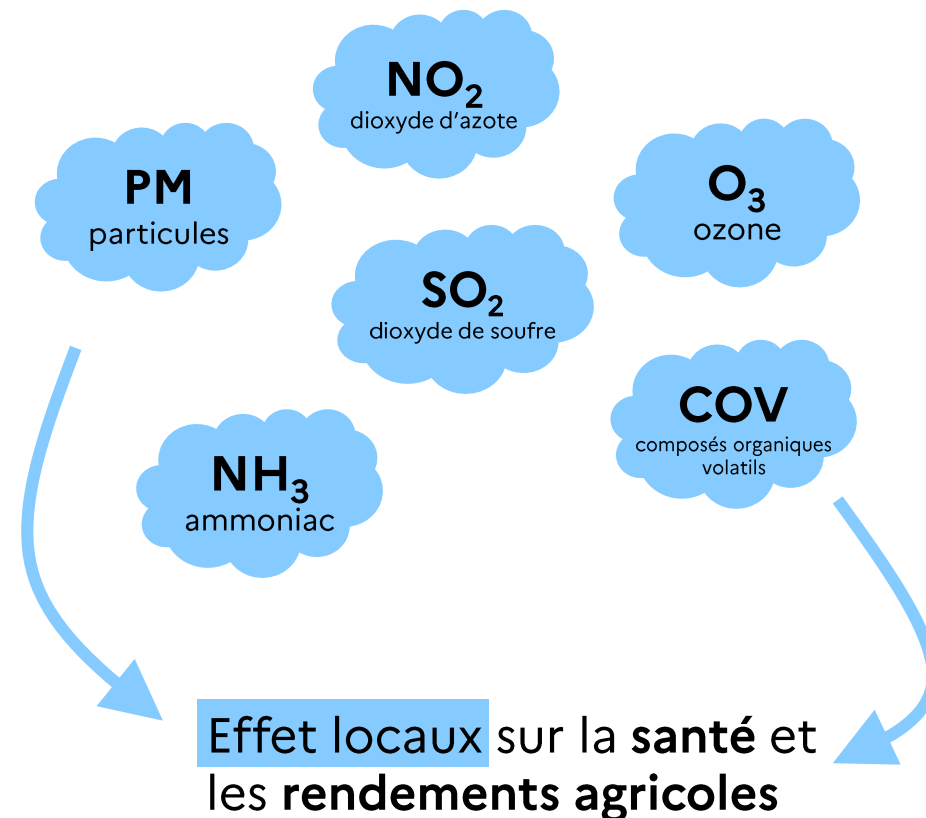 NO₂
dioxyde d'azote
PM
particules
O₃
ozone
SO₂
dioxyde de soufre
COV
composés organiques
volatils
NH₃
ammoniac
Effet locaux sur la santé et
les rendements agricoles